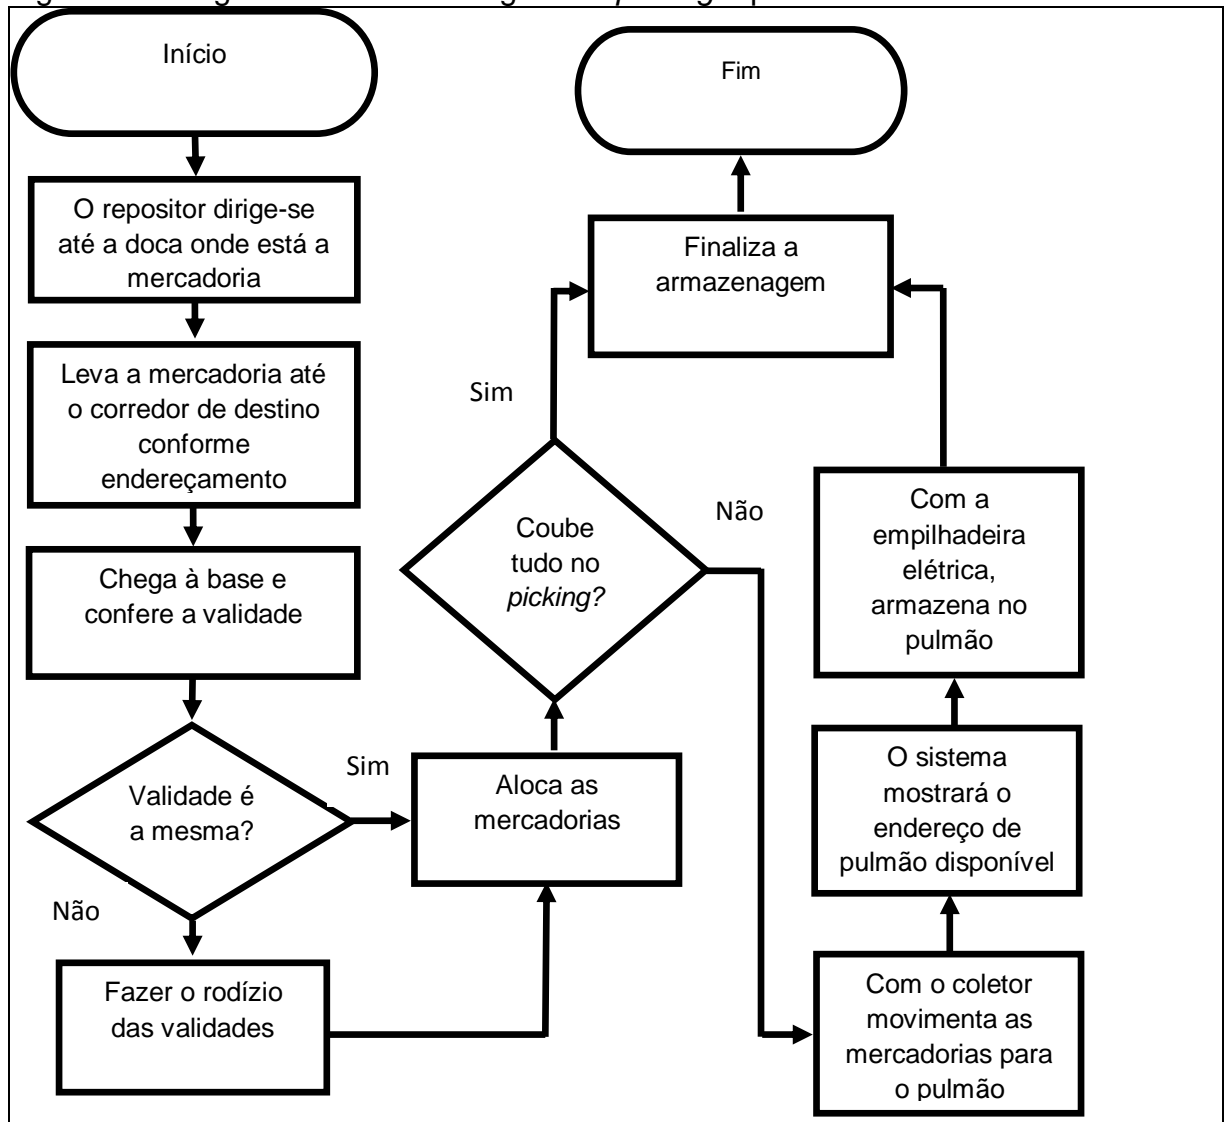 Início
O repositor dirige-se
até a doca onde está a
mercadoria
Leva a mercadoria até
o corredor de destino
conforme
endereçamento
Chega à base e
confere a validade
Validade é
a mesma?
Sim
Não
Fazer o rodízio
das validades
Aloca as
mercadorias
Coube
tudo no
picking?
Sim
Não
Com o coletor
movimenta as
mercadorias para
o pulmão
O sistema
mostrará o
endereço de
pulmão disponível
Com a
empilhadeira
elétrica,
armazena no
pulmão
Finaliza a
armazenagem
Fim